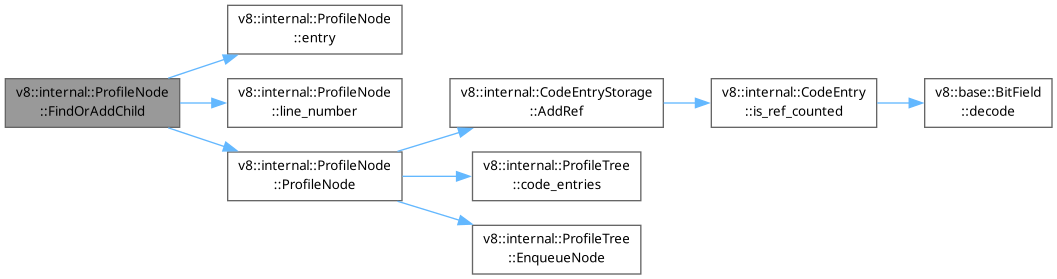 v8::internal::ProfileNode
::FindOrAddChild
v8::internal::ProfileNode
::entry
v8::internal::ProfileNode
::line_number
v8::internal::ProfileNode
::ProfileNode
v8::internal::CodeEntryStorage
::AddRef
v8::internal::ProfileTree
::code_entries
v8::internal::ProfileTree
::EnqueueNode
v8::internal::CodeEntry
::is_ref_counted
v8::base::BitField
::decode